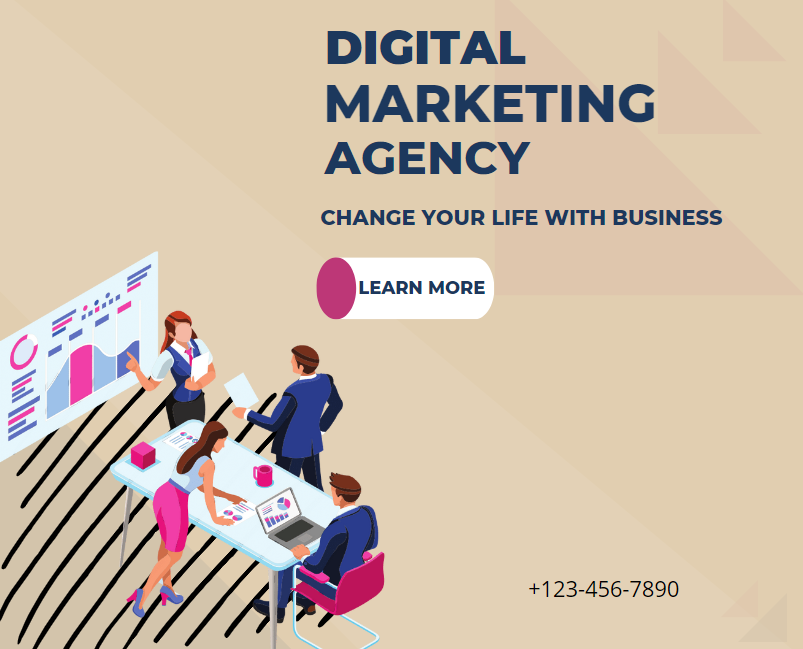 DIGITAL
MARKETING
AGENCY
CHANGE YOUR LIFE WITH BUSINESS
LEARN MORE
+123-456-7890